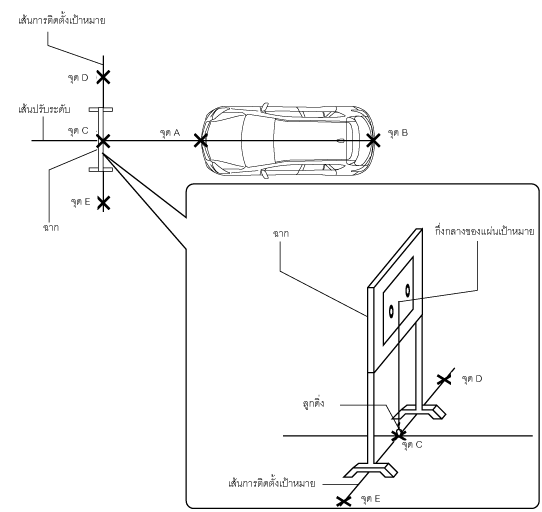 เส้นการติดตั้งเป้าหมาย
จุด D
เส้นปรับระดับ
จุด C
จุด A
จุด B
จุด E
ฉาก
ฉาก
กึ่งกลางของแผ่นเป้าหมาย
จุด D
ลูกดิ่ง
จุด C
เส้นการติดตั้งเป้าหมาย
จุด E